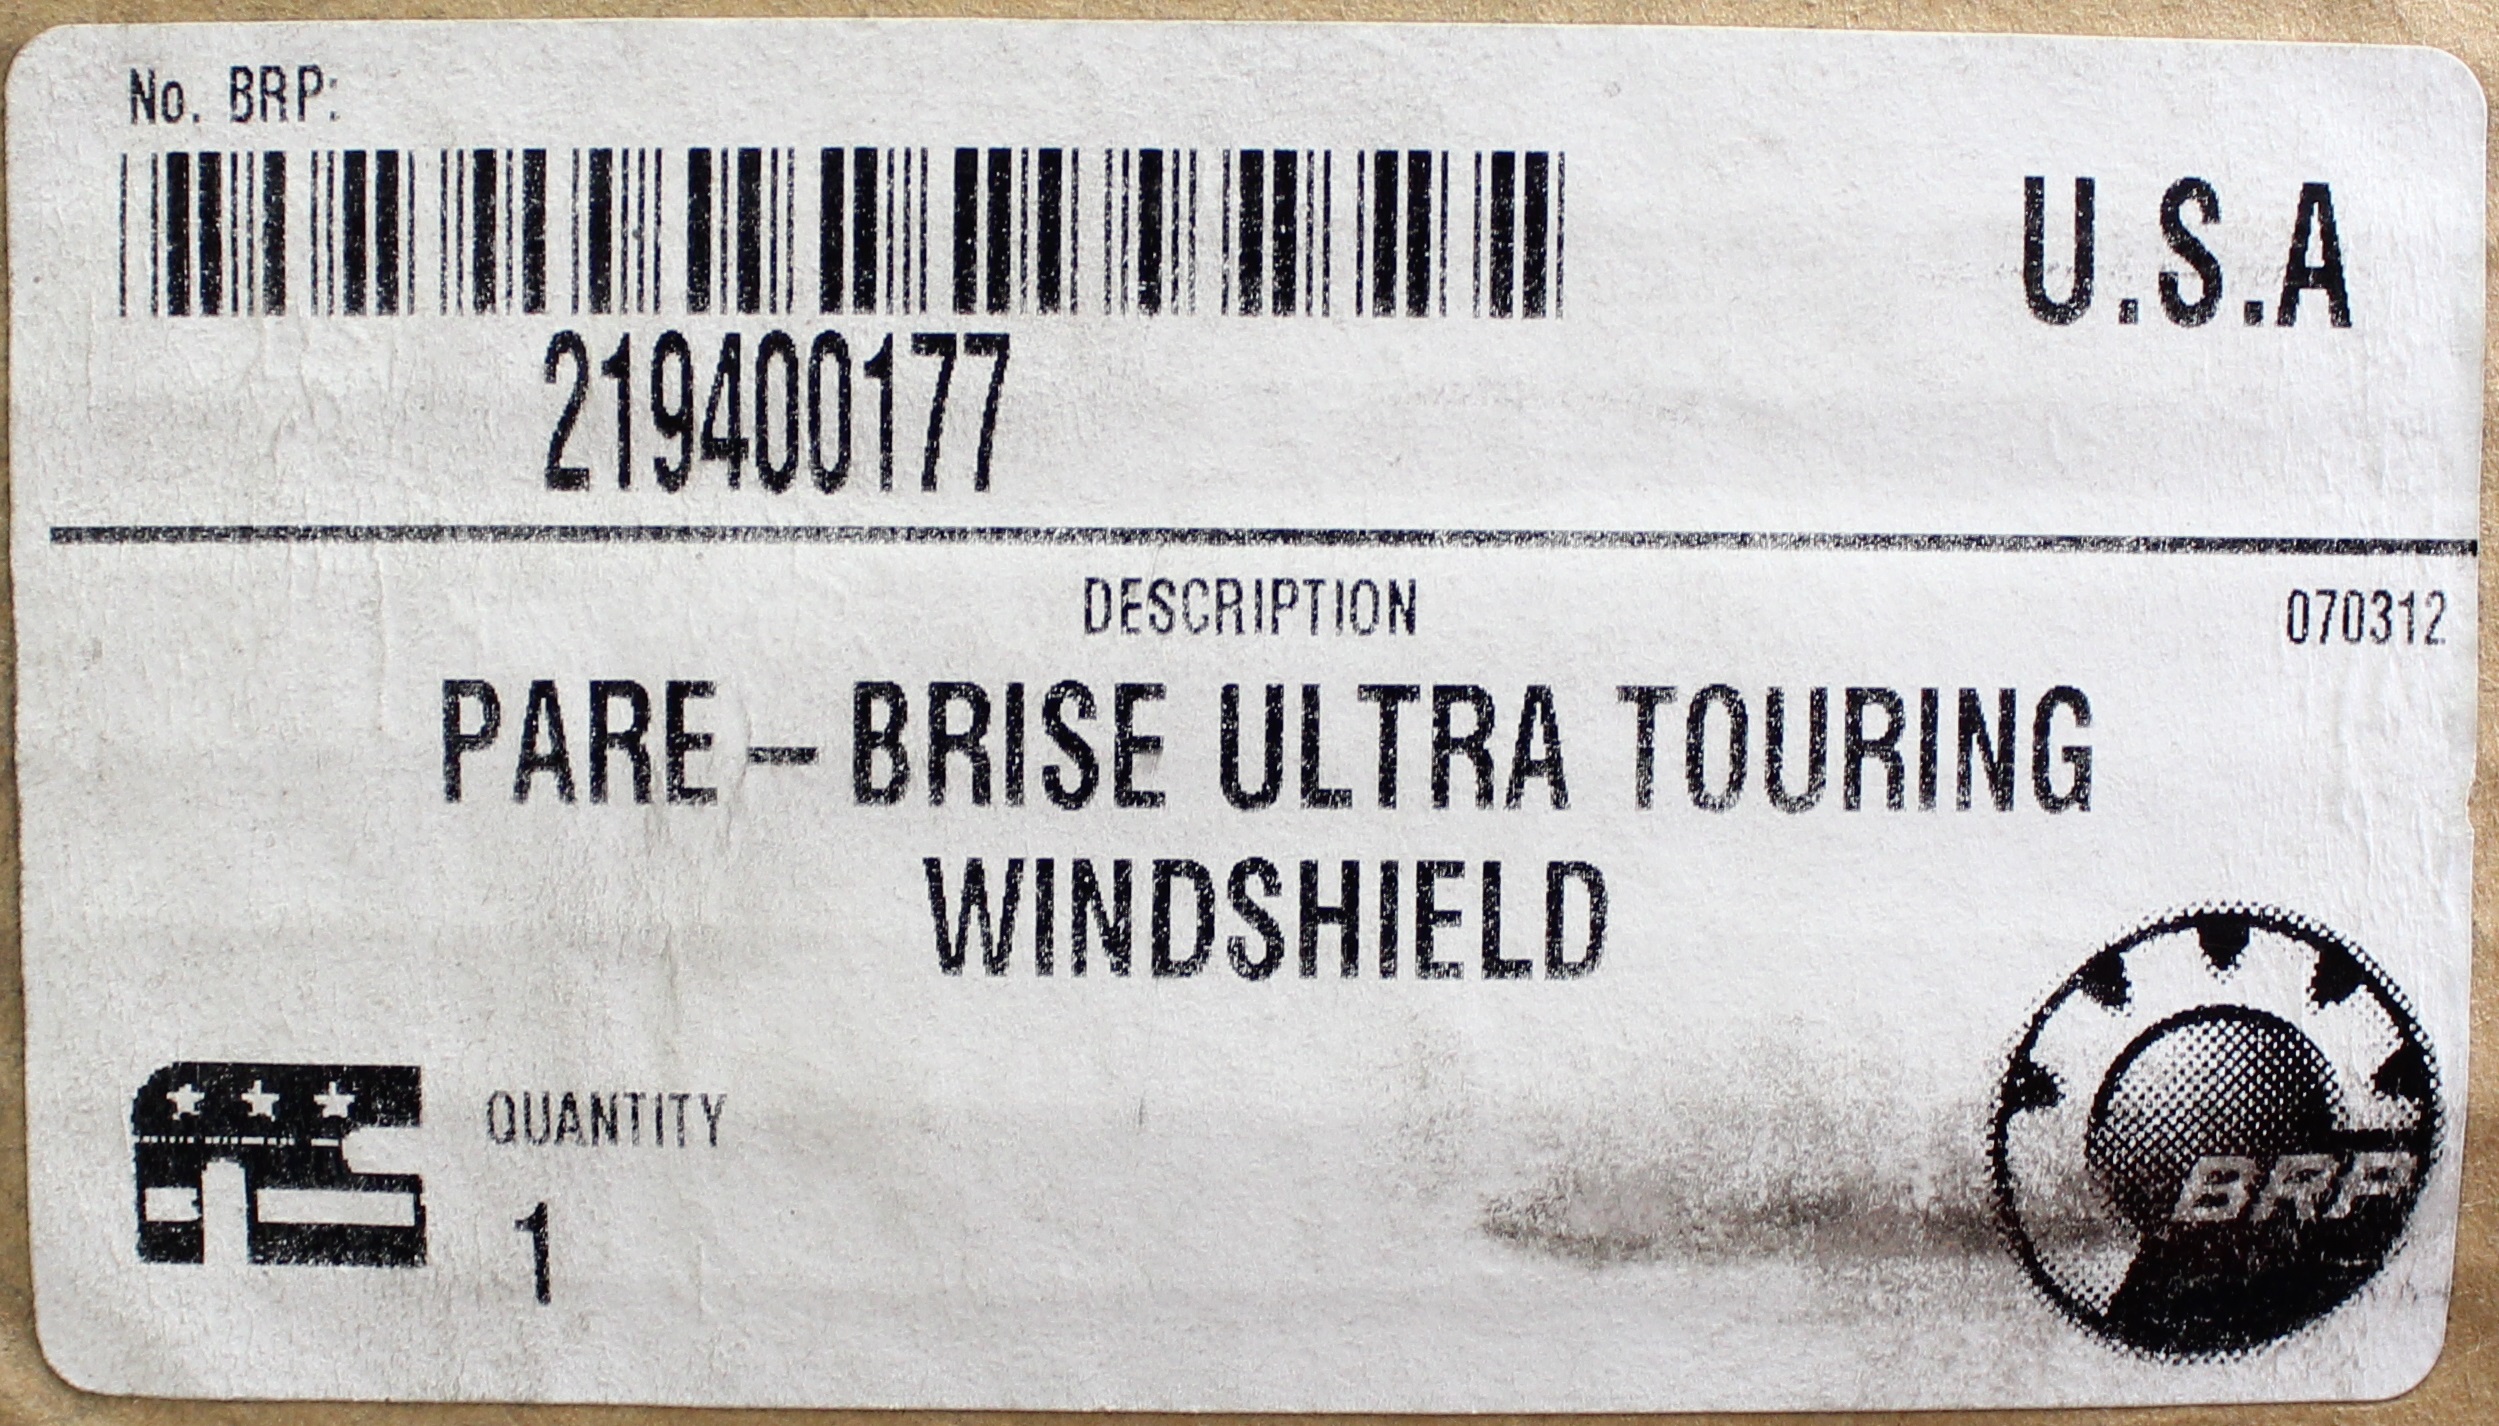 No. BRP:
U.S.A
219400177
DESCRIPTION
070312
PARE - BRISE ULTRA TOURING
WINDSHIELD
QUANTITY
1
BRP